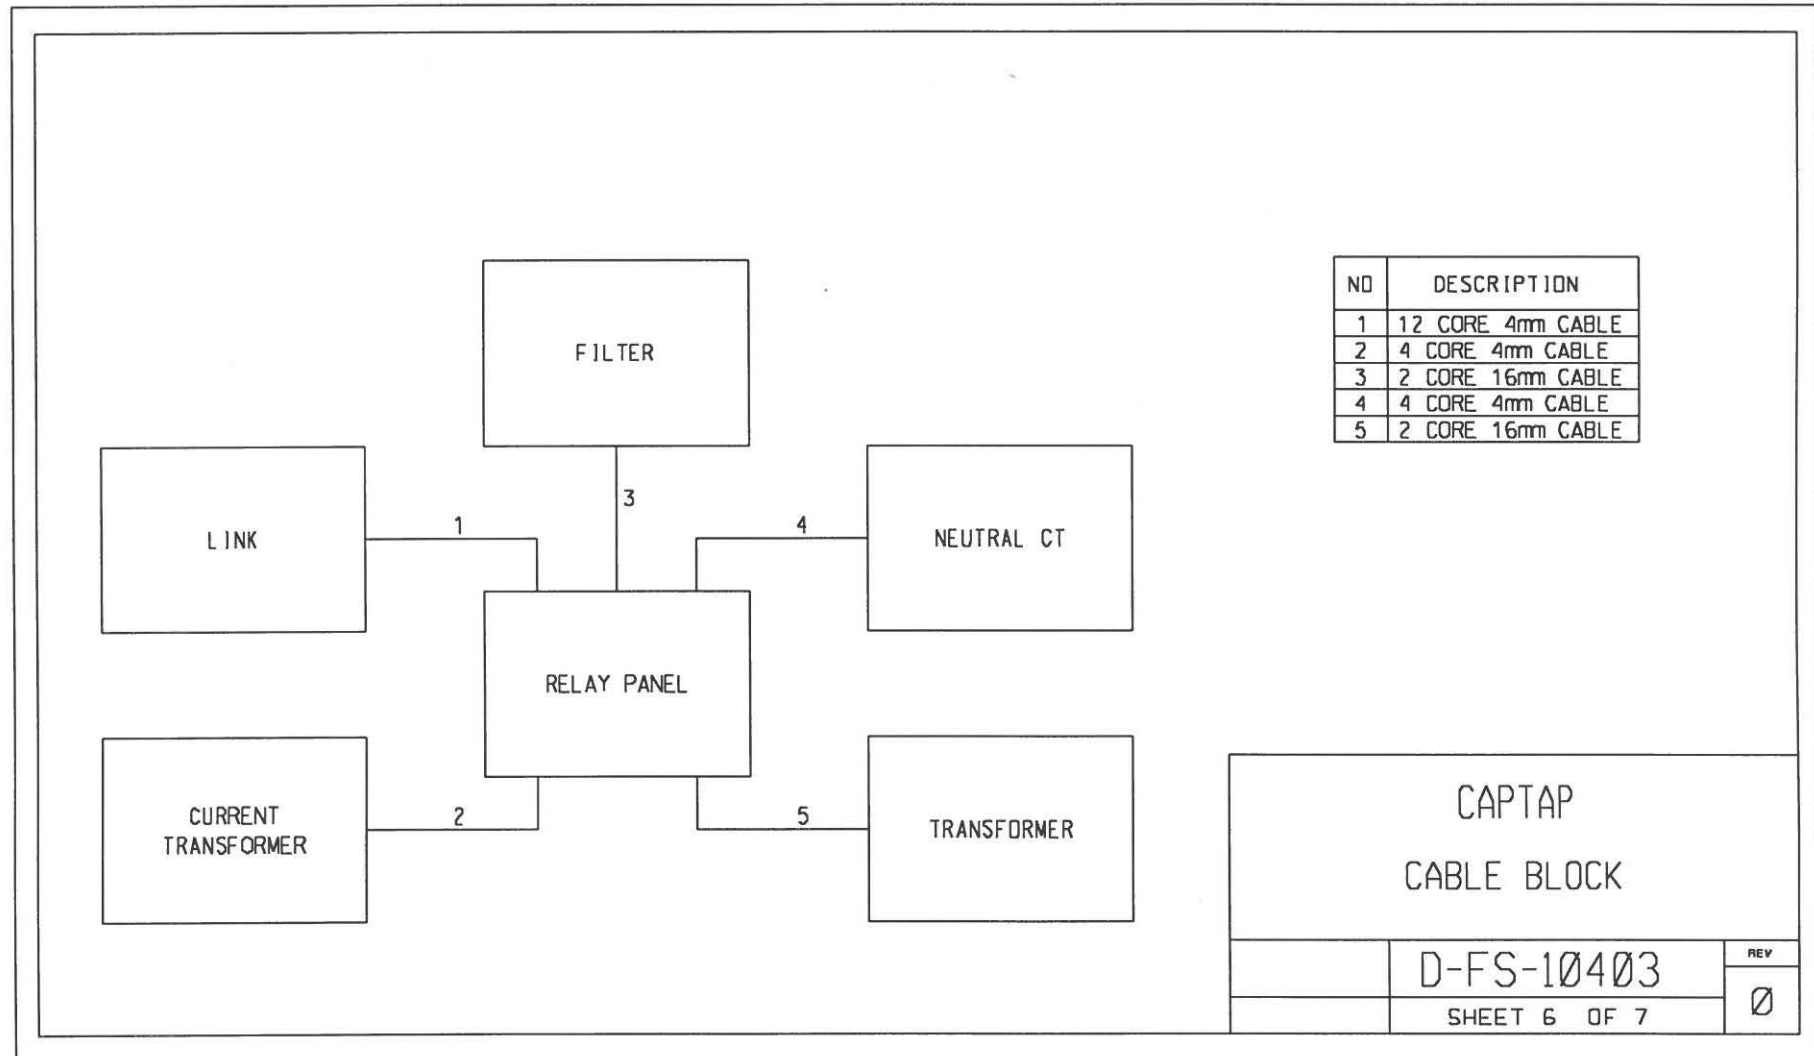 FILTER
3
LINK
1
4
NEUTRAL CT
RELAY PANEL
CURRENT
TRANSFORMER
2
5
TRANSFORMER
NO DESCRIPTION
1 12 CORE 4mm CABLE
2 4 CORE 4mm CABLE
3 2 CORE 16mm CABLE
4 4 CORE 4mm CABLE
5 2 CORE 16mm CABLE
CAPTAP
CABLE BLOCK
D-FS-10403
SHEET 6 OF 7
REV
0